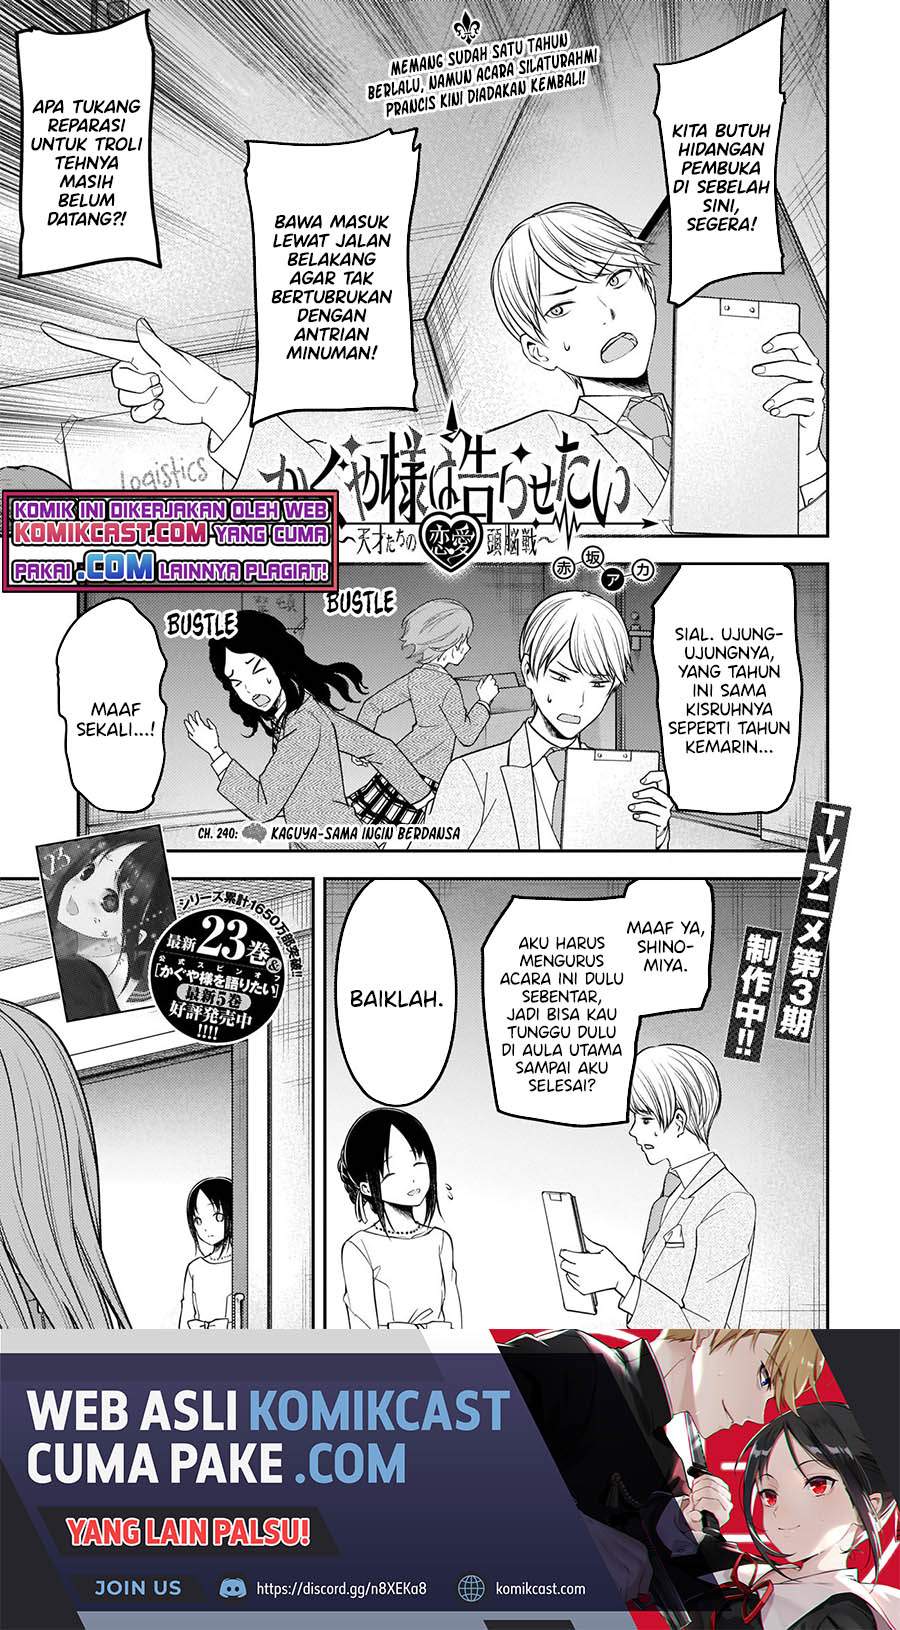 MEMANG SUDAH SATU TAHUN
BERLALU, NAMUN ACARA SILATURAHMI
PRANCIS KINI DIADAKAN KEMBALI!
KITA BUTUH
HIDANGAN
PEMBUKA
DI SEBELAH
SINI,
SEGERA!
BAWA MASUK
LEWAT JALAN
BELAKANG
AGAR TAK
BERTUBRUKAN
DENGAN
ANTRIAN
MINUMAN!
APA TUKANG
REPARASI
UNTUK TROLI
TEHNYA
MASIH
BELUM
DATANG?!
Logistics
かぐや様は告らせたい
～天才たちの恋愛頭脳戦～
赤坂アカ
KOMIK INI DIKERJAKAN OLEH WEB
KOMIKCAST.COM YANG CUMA
PAKAI .COM LAINNYA PLAGIAT!
SIAL. UJUNG-
UJUNGNYA,
YANG TAHUN
INI SAMA
KISRUHNYA
SEPERTI TAHUN
KEMARIN...
BUSTLE
BUSTLE
MAAF
SEKALI...!
CH. 240: KAGUYA-SAMA INGIN BERDANSA
TVアニメ第3期
制作中!!
MAAF YA,
SHINO-
MIYA.
AKU HARUS
MENGURUS
ACARA INI DULU
SEBENTAR,
JADI BISA KAU
TUNGGU DULU
DI AULA UTAMA
SAMPAI AKU
SELESAI?
BAIKLAH.
23
シリーズ累計1650万部突破!!
最新23巻&
公式スピンオフ
[かぐや様を語りたい]
最新5巻
好評発売中
!!!!
WEB ASLI KOMIKCAST
CUMA PAKE .COM
YANG LAIN PALSU!
JOIN US
https://discord.gg/n8XEKa8
komikcast.com